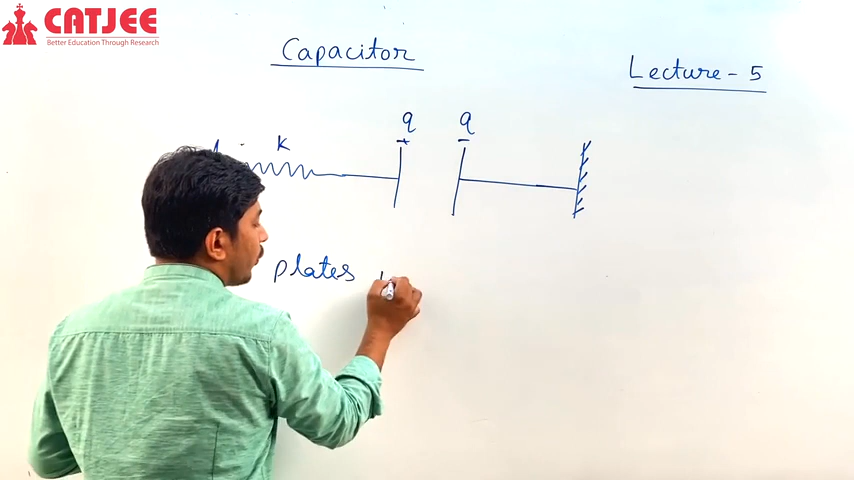 CATJEE
Better Education Through Research
Capacitor
Lecture - 5
q q
+ -
K
plates